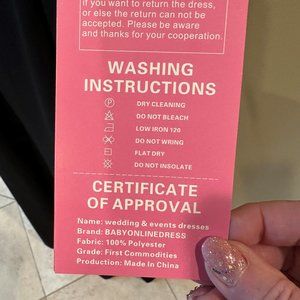 if you want to return the dress,
or else the return can not be
accepted. Please be aware
and thanks for your cooperation.
WASHING
INSTRUCTIONS
P DRY CLEANING
DO NOT BLEACH
LOW IRON 120
DO NOT WRING
FLAT DRY
DO NOT INSOLATE
CERTIFICATE
OF APPROVAL
Name: wedding & events dresses
Brand: BABYONLINEDRESS
Fabric: 100% Polyester
Grade: First Commodities
Production: Made In China